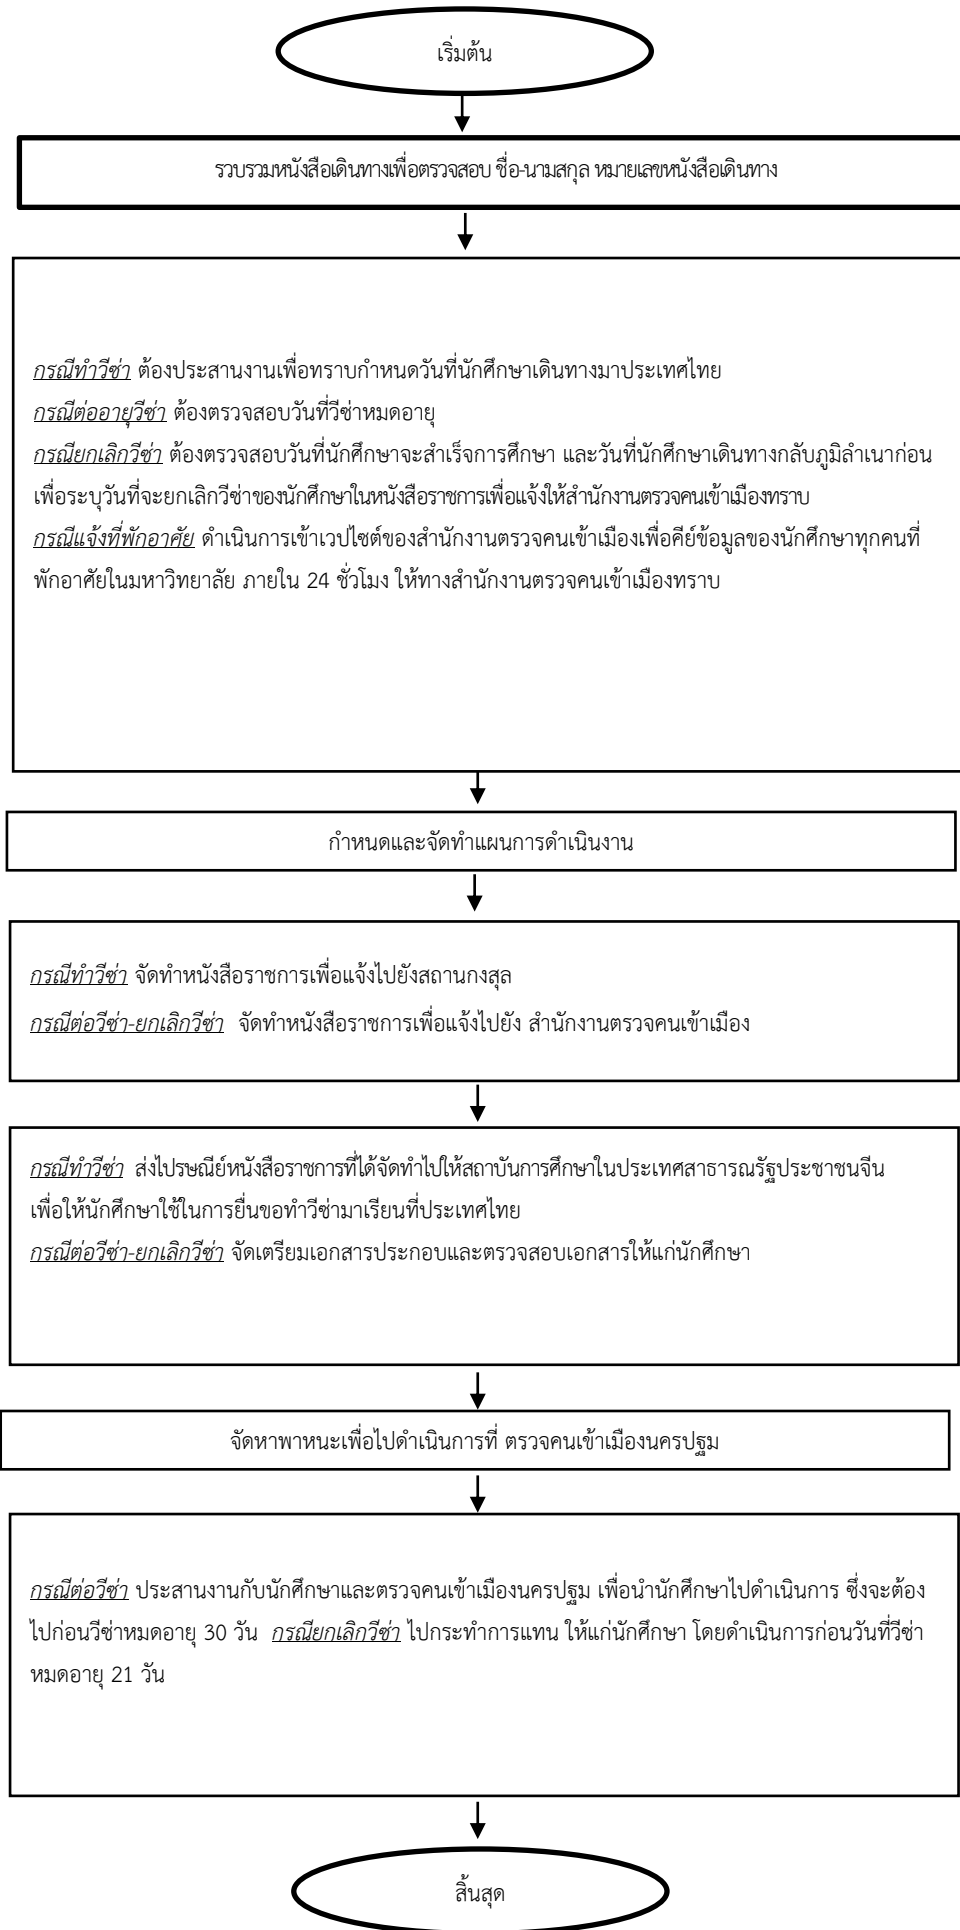 เริ่มต้น
รวบรวมหนังสือเดินทางเพื่อตรวจสอบ ชื่อ-นามสกุล หมายเลขหนังสือเดินทาง
กรณีทำวีซ่า ต้องประสานงานเพื่อทราบกำหนดวันที่นักศึกษาเดินทางมาประเทศไทย
กรณีต่ออายุวีซ่า ต้องตรวจสอบวันที่วีซ่าหมดอายุ
กรณียกเลิกวีซ่า ต้องตรวจสอบวันที่นักศึกษาจะสำเร็จการศึกษา และวันที่นักศึกษาเดินทางกลับภูมิลำเนาก่อน
เพื่อระบุวันที่จะยกเลิกวีซ่าของนักศึกษาในหนังสือราชการเพื่อแจ้งให้สำนักงานตรวจคนเข้าเมืองทราบ
กรณีแจ้งที่พักอาศัย ดำเนินการเข้าเวปไซต์ของสำนักงานตรวจคนเข้าเมืองเพื่อคีย์ข้อมูลของนักศึกษาทุกคนที่
พักอาศัยในมหาวิทยาลัย ภายใน 24 ชั่วโมง ให้ทางสำนักงานตรวจคนเข้าเมืองทราบ
กำหนดและจัดทำแผนการดำเนินงาน
กรณีทำวีซ่า จัดทำหนังสือราชการเพื่อแจ้งไปยังสถานกงสุล
กรณีต่อวีซ่า-ยกเลิกวีซ่า จัดทำหนังสือราชการเพื่อแจ้งไปยัง สำนักงานตรวจคนเข้าเมือง
กรณีทำวีซ่า ส่งไปรษณีย์หนังสือราชการที่ได้จัดทำไปให้สถาบันการศึกษาในประเทศสาธารณรัฐประชาชนจีน
เพื่อให้นักศึกษาใช้ในการยื่นขอทำวีซ่ามาเรียนที่ประเทศไทย
กรณีต่อวีซ่า-ยกเลิกวีซ่า จัดเตรียมเอกสารประกอบและตรวจสอบเอกสารให้แก่นักศึกษา
จัดหาพาหนะเพื่อไปดำเนินการที่ ตรวจคนเข้าเมืองนครปฐม
กรณีต่อวีซ่า ประสานงานกับนักศึกษาและตรวจคนเข้าเมืองนครปฐม เพื่อนำนักศึกษาไปดำเนินการ ซึ่งจะต้อง
ไปก่อนวีซ่าหมดอายุ 30 วัน กรณียกเลิกวีซ่า ไปกระทำการแทน ให้แก่นักศึกษา โดยดำเนินการก่อนวันที่วีซ่า
หมดอายุ 21 วัน
สิ้นสุด